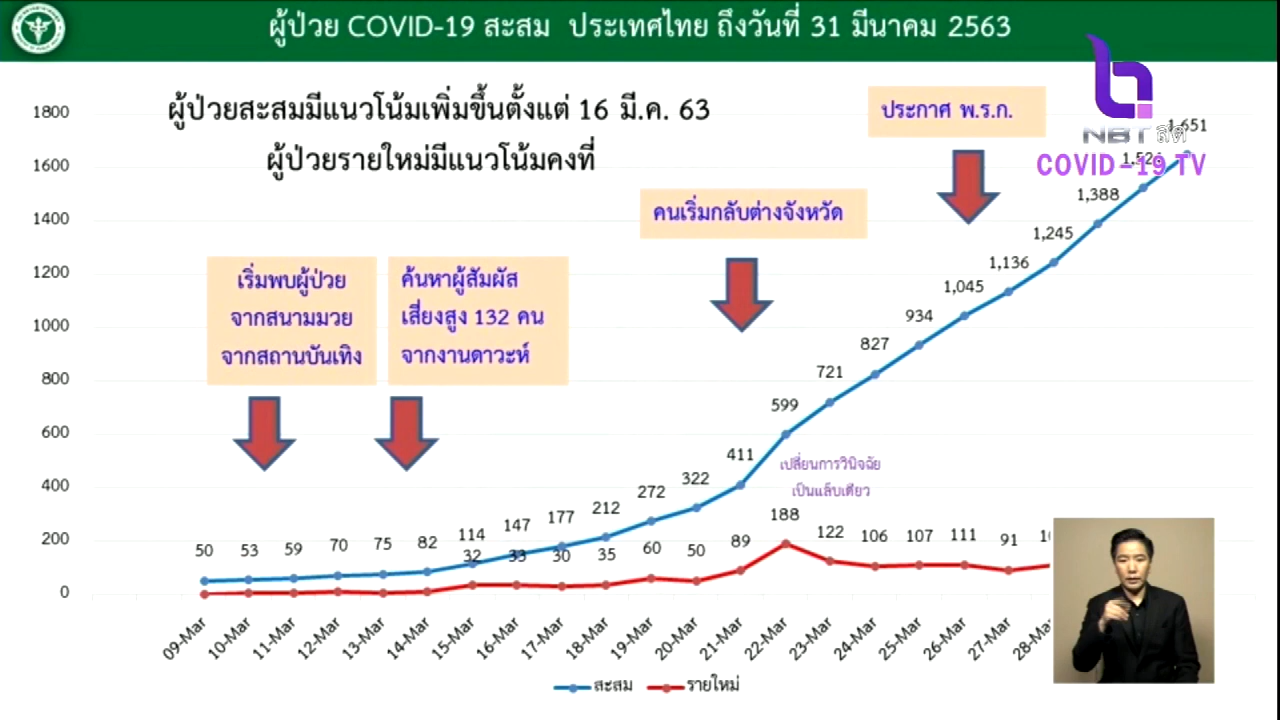 ผู้ป่วย COVID-19 สะสม ประเทศไทย ถึงวันที่ 31 มีนาคม 2563
ผู้ป่วยสะสมมีแนวโน้มเพิ่มขึ้นตั้งแต่ 16 มี.ค. 63
ผู้ป่วยรายใหม่มีแนวโน้มคงที่
ประกาศ พ.ร.ก.
NBT สด
COVID-19 TV
คนเริ่มกลับต่างจังหวัด
เริ่มพบผู้ป่วย
จากสนามมวย
จากสถานบันเทิง
ค้นหาผู้สัมผัส
เสี่ยงสูง 132 คน
จากงานดาวะห์
1800
1600
1400
1200
1000
800
600
400
200
0
50 53 59 70 75 82 114 147 177 212 272 322 411 599 721 827 934 1,045 1,136 1,245 1,388 1,651
เปลี่ยนการวินิจฉัย
เป็นแล็บเดียว
32 33 30 35 60 50 89 188 122 106 107 111 91
09-Mar 10-Mar 11-Mar 12-Mar 13-Mar 14-Mar 15-Mar 16-Mar 17-Mar 18-Mar 19-Mar 20-Mar 21-Mar 22-Mar 23-Mar 24-Mar 25-Mar 26-Mar 27-Mar
สะสม รายใหม่